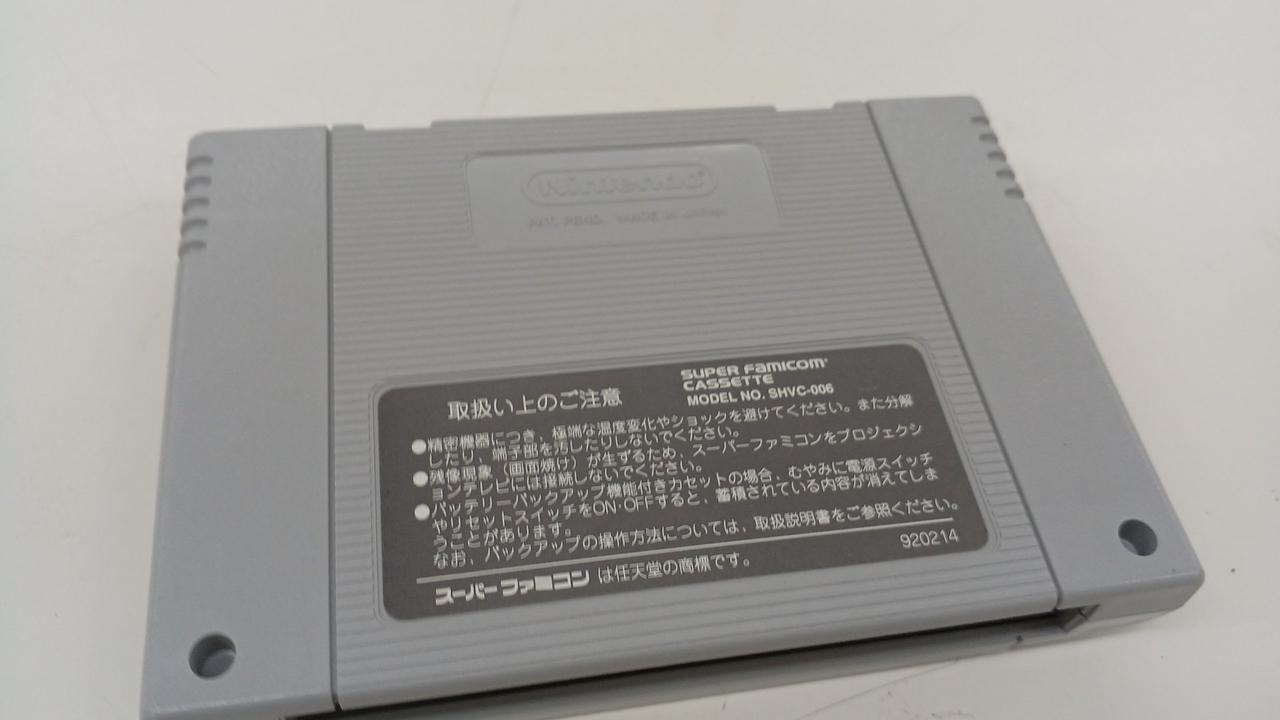 Nintendo
PAT. PEND. MADE IN JAPAN
取扱い上のご注意
SUPER FAMICOM
CASSETTE
MODEL NO. SHVC-006
●精密機器につき、極端な温度変化やショックを避けてください。また分解
したり、端子部を汚したりしないでください。
●残像現象（画面焼け）が生ずるため、スーパーファミコンをプロジェクシ
ョンテレビには接続しないでください。
●バッテリーバックアップ機能付きカセットの場合、むやみに電源スイッチ
やリセットスイッチをON・OFFすると、蓄積されている内容が消えてしま
うことがあります。
なお、バックアップの操作方法については、取扱説明書をご参照ください。
920214
スーパーファミコン は任天堂の商標です。